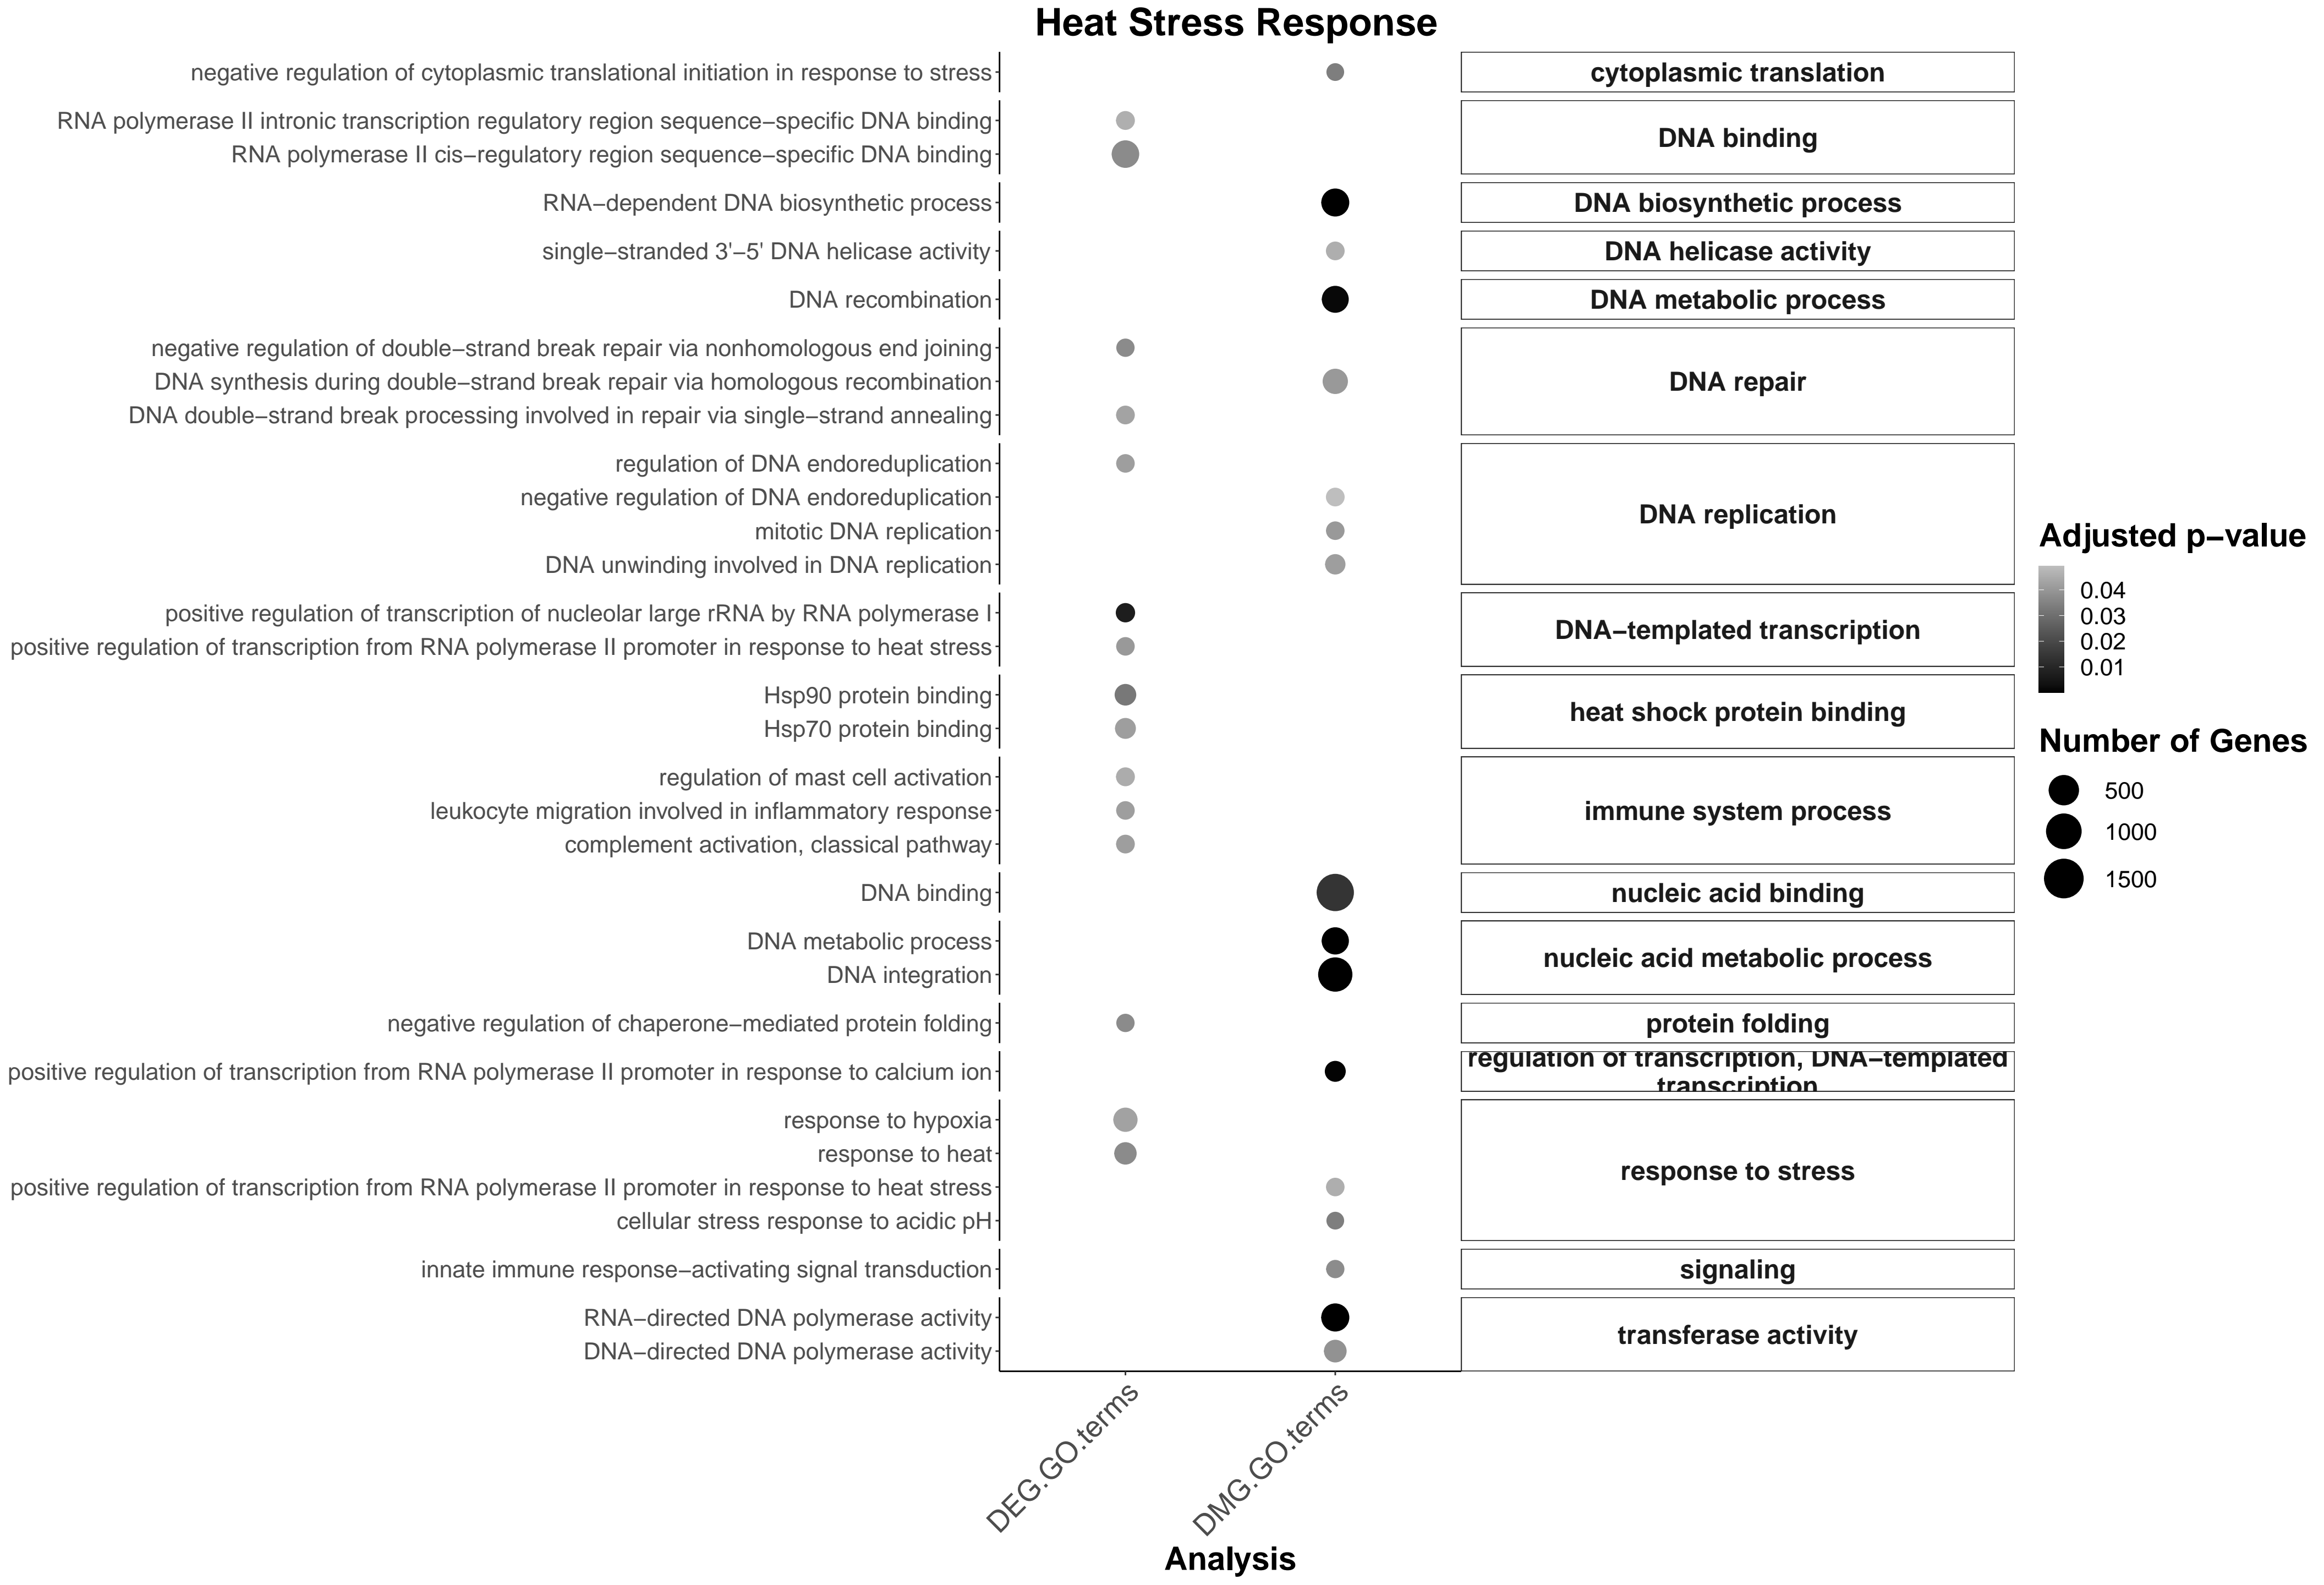 Heat Stress Response
negative regulation of cytoplasmic translational initiation in response to stress
cytoplasmic translation
RNA polymerase II intronic transcription regulatory region sequence−specific DNA binding
RNA polymerase II cis−regulatory region sequence−specific DNA binding
DNA binding
RNA−dependent DNA biosynthetic process
DNA biosynthetic process
single−stranded 3'−5' DNA helicase activity
DNA helicase activity
DNA recombination
DNA metabolic process
negative regulation of double−strand break repair via nonhomologous end joining
DNA synthesis during double−strand break repair via homologous recombination
DNA double−strand break processing involved in repair via single−strand annealing
DNA repair
regulation of DNA endoreduplication
negative regulation of DNA endoreduplication
mitotic DNA replication
DNA unwinding involved in DNA replication
DNA replication
positive regulation of transcription of nucleolar large rRNA by RNA polymerase I
positive regulation of transcription from RNA polymerase II promoter in response to heat stress
DNA−templated transcription
Hsp90 protein binding
Hsp70 protein binding
heat shock protein binding
regulation of mast cell activation
leukocyte migration involved in inflammatory response
complement activation, classical pathway
immune system process
DNA binding
nucleic acid binding
DNA metabolic process
DNA integration
nucleic acid metabolic process
negative regulation of chaperone−mediated protein folding
protein folding
positive regulation of transcription from RNA polymerase II promoter in response to calcium ion
regulation of transcription, DNA−templated
transcription
response to hypoxia
response to heat
positive regulation of transcription from RNA polymerase II promoter in response to heat stress
cellular stress response to acidic pH
response to stress
innate immune response−activating signal transduction
signaling
RNA−directed DNA polymerase activity
DNA−directed DNA polymerase activity
transferase activity
DEG.GO.terms
DMG.GO.terms
Analysis
Adjusted p−value
0.04
0.03
0.02
0.01
Number of Genes
500
1000
1500